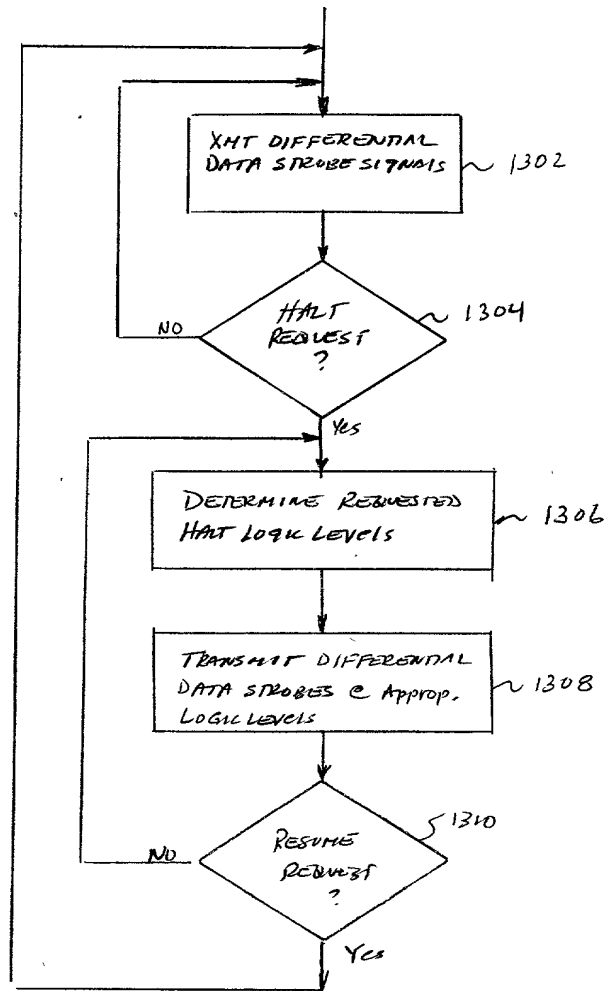 XMT DIFFERENTIAL
DATA STROBE SIGNALS
1302
HALT
REQUEST
?
1304
NO
Yes
DETERMINE REQUESTED
HALT LOGIC LEVELS
1306
TRANSMIT DIFFERENTIAL
DATA STROBES @ Approp.
LOGIC LEVELS
1308
RESUME
REQUEST
?
1310
NO
Yes